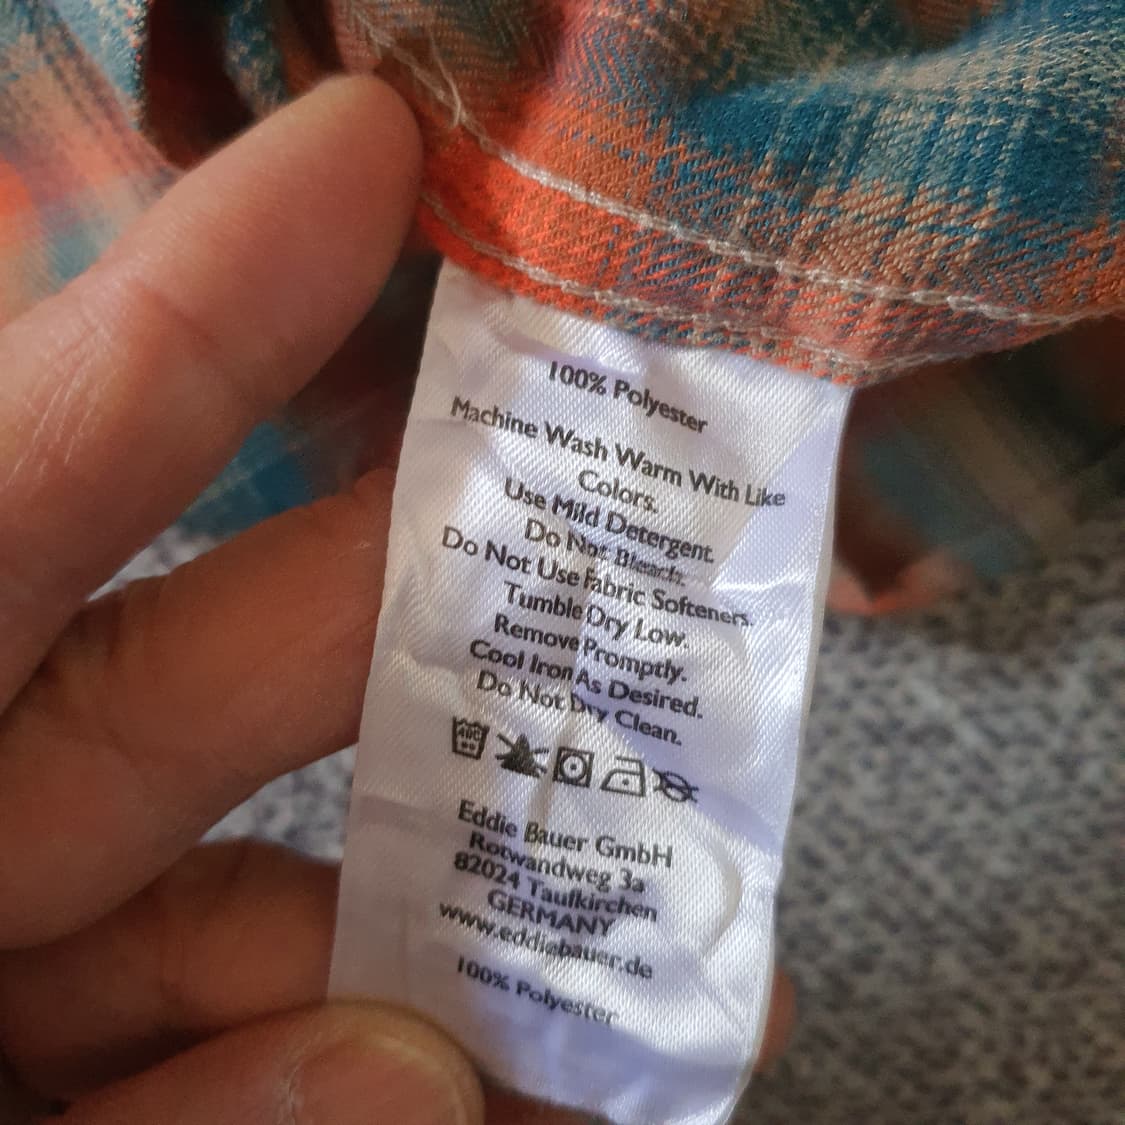 100% Polyester
Machine Wash Warm With Like
Colors.
Use Mild Detergent.
Do Not Bleach.
Do Not Use Fabric Softeners.
Tumble Dry Low.
Remove Promptly.
Cool Iron As Desired.
Do Not Dry Clean.
40C
Eddie Bauer GmbH
Rotwandweg 3a
82024 Taufkirchen
GERMANY
www.eddiebauer.de
100% Polyester